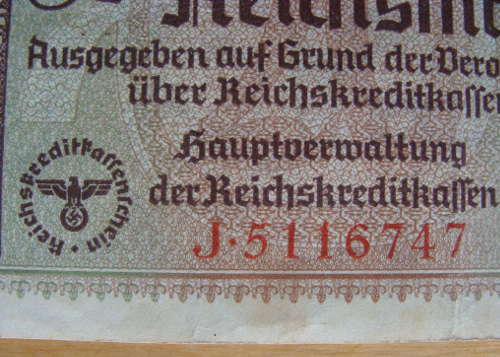 Ausgegeben auf Grund der
über Reichskreditkassen
Hauptverwaltung
der Reichskreditkassen
Reichskreditkassenschein
J·5116747